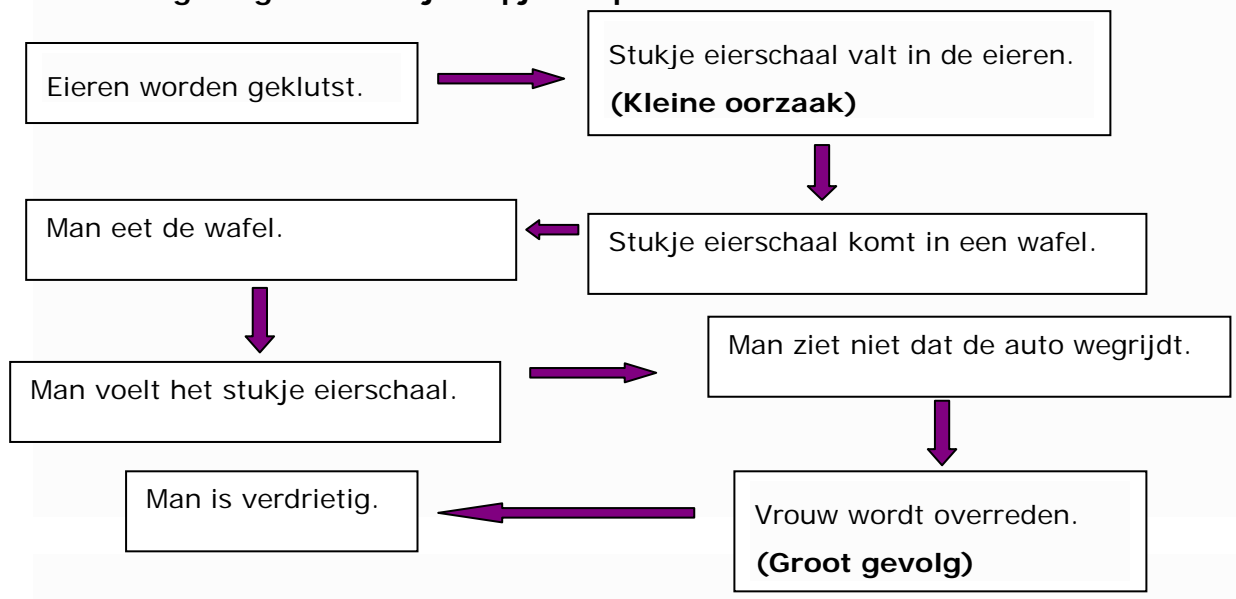 Eieren worden geklutst.
Stukje eierschaal valt in de eieren.
(Kleine oorzaak)
Stukje eierschaal komt in een wafel.
Man eet de wafel.
Man voelt het stukje eierschaal.
Man ziet niet dat de auto wegrijdt.
Vrouw wordt overreden.
(Groot gevolg)
Man is verdrietig.